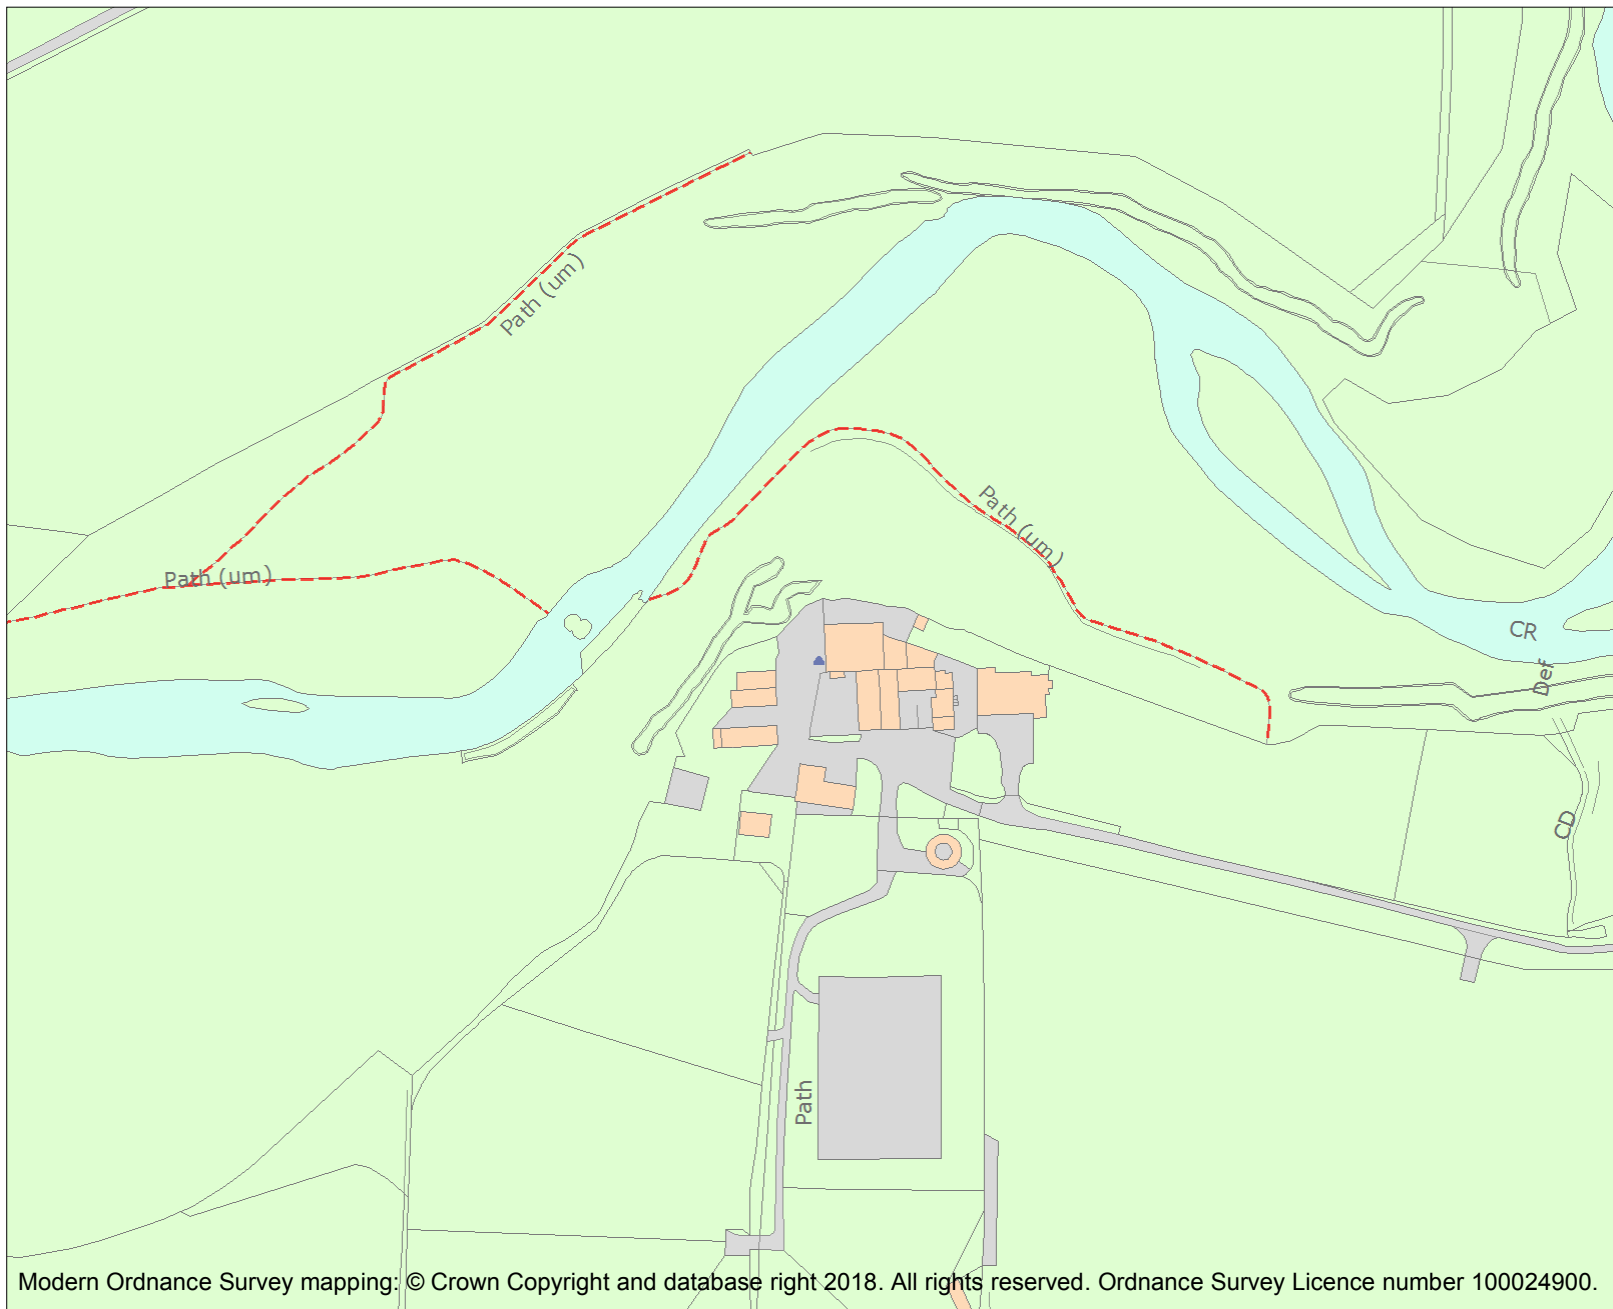 Path (um)
Path (um)
Path (um)
CR
Def
CD
Path
Modern Ordnance Survey mapping: © Crown Copyright and database right 2018. All rights reserved. Ordnance Survey Licence number 100024900.